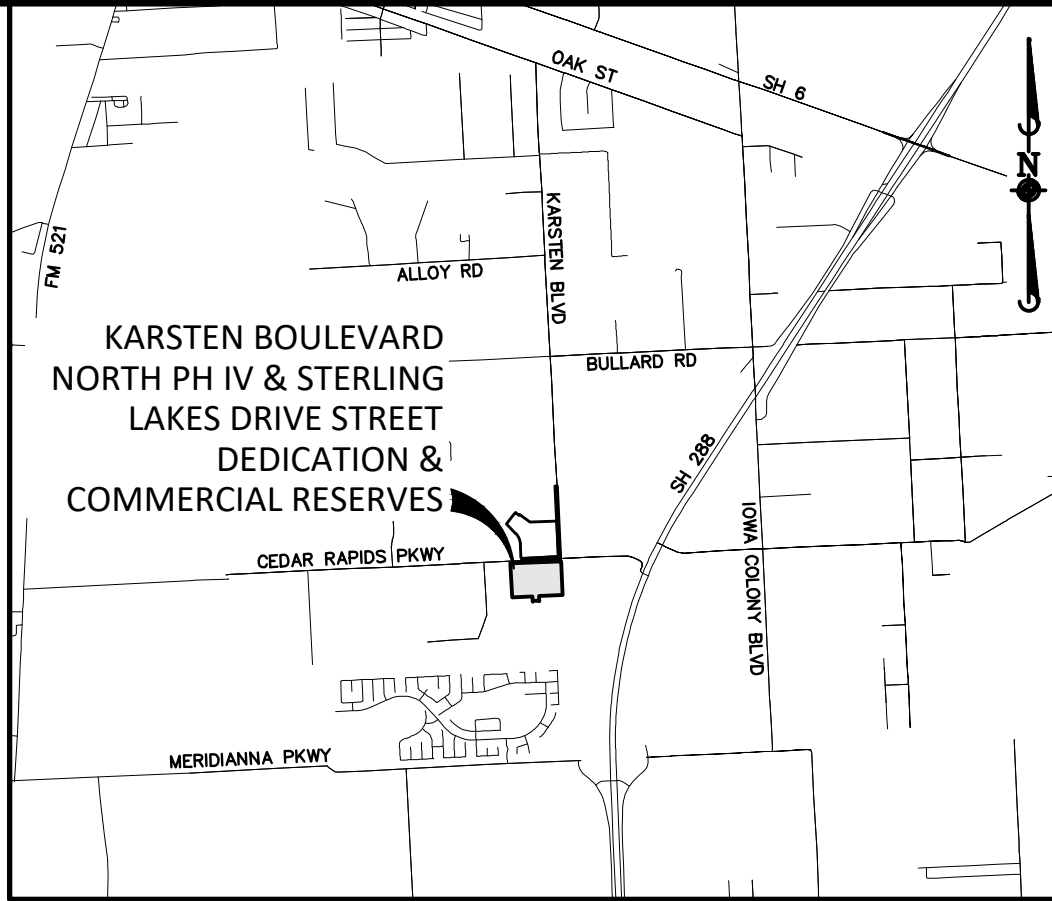 OAK ST
SH 6
N
KARSTEN BLVD
FM 521
ALLOY RD
KARSTEN BOULEVARD
NORTH PH IV & STERLING
LAKES DRIVE STREET
DEDICATION &
COMMERCIAL RESERVES
BULLARD RD
SH 288
IOWA COLONY BLVD
CEDAR RAPIDS PKWY
MERIDIANNA PKWY